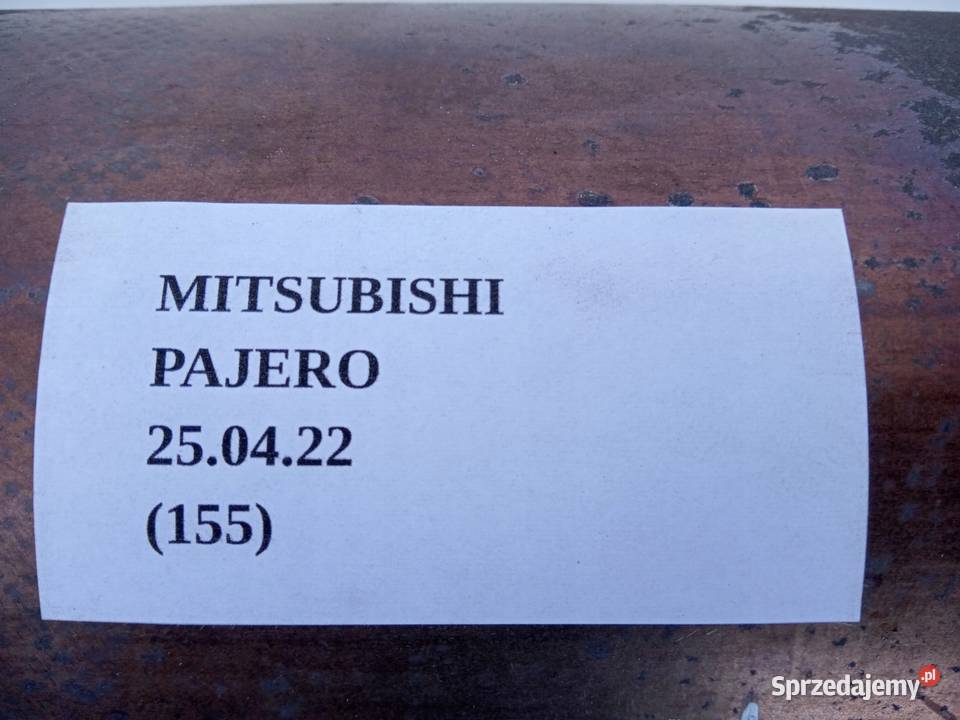 MITSUBISHI
PAJERO
25.04.22
(155)
Sprzedajemy.pl